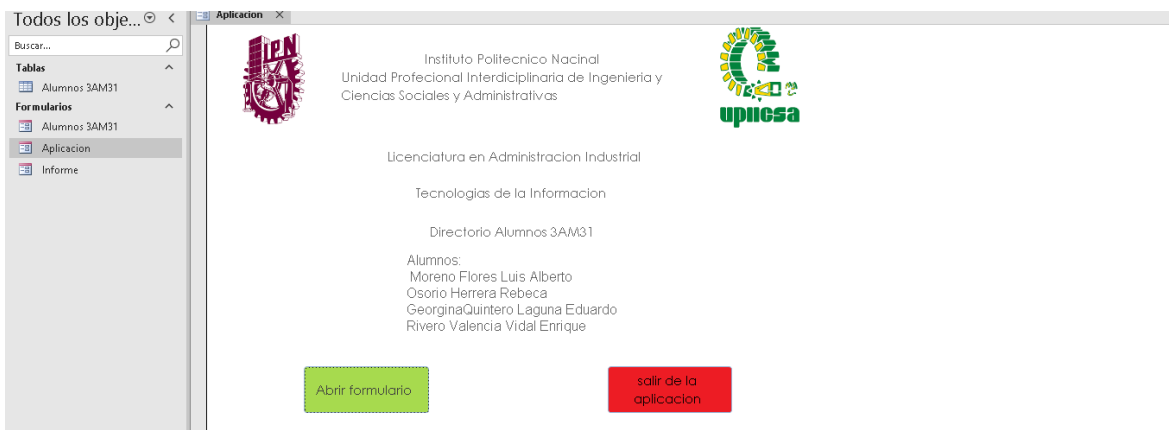 Todos los obje...
Buscar...
Tablas
Alumnos 3AM31
Formularios
Alumnos 3AM31
Aplicacion
Informe
Aplicacion
IPN
Instituto Politecnico Nacinal
Unidad Profecional Interdiciplinaria de Ingenieria y
Ciencias Sociales y Administrativas
upiicsa
Licenciatura en Administracion Industrial
Tecnologias de la Informacion
Directorio Alumnos 3AM31
Alumnos:
Moreno Flores Luis Alberto
Osorio Herrera Rebeca
GeorginaQuintero Laguna Eduardo
Rivero Valencia Vidal Enrique
Abrir formulario
salir de la
aplicacion